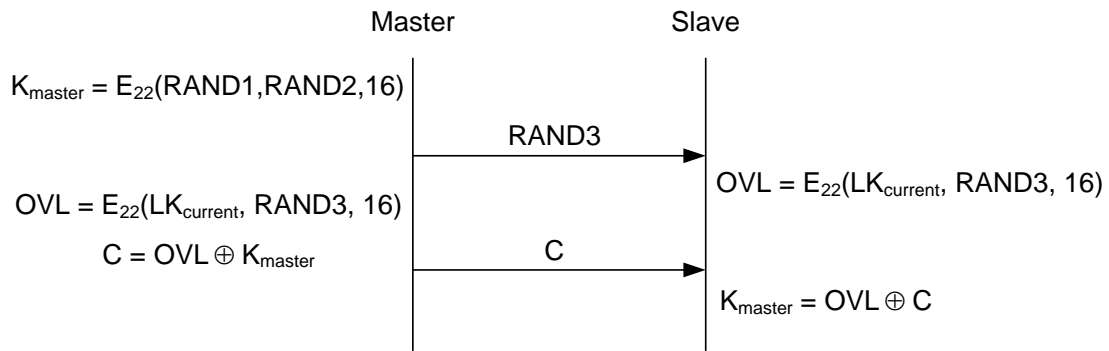 Master Slave
K_master = E_22(RAND1,RAND2,16)
RAND3
OVL = E_22(LK_current, RAND3, 16)
OVL = E_22(LK_current, RAND3, 16)
C = OVL ⊕ K_master
C
K_master = OVL ⊕ C